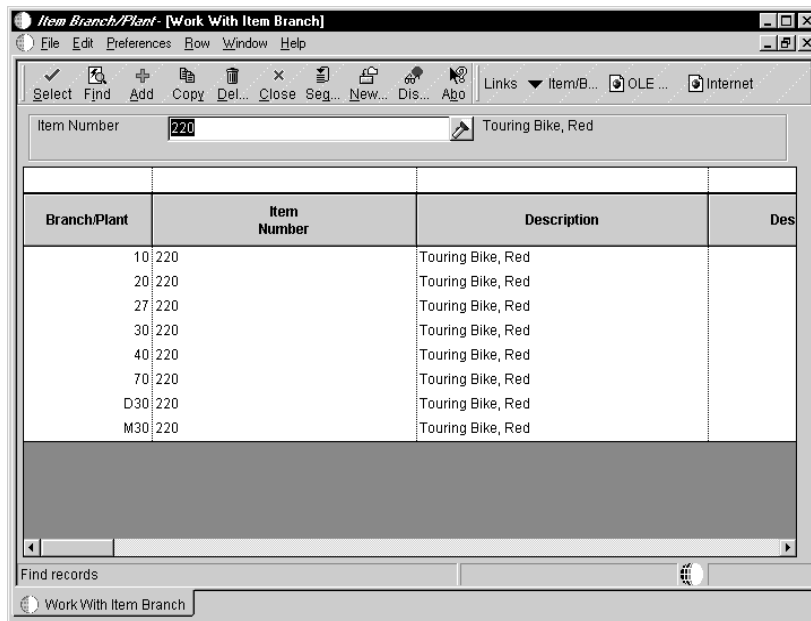 Item Branch/Plant - [Work With Item Branch]
File Edit Preferences Row Window Help
Select Find Add Copy Del... Close Seq... New... Dis... Abo Links Item/B... OLE ... Internet
Item Number 220 Touring Bike, Red
Branch/Plant Item Number Description Des
10 220 Touring Bike, Red
20 220 Touring Bike, Red
27 220 Touring Bike, Red
30 220 Touring Bike, Red
40 220 Touring Bike, Red
70 220 Touring Bike, Red
D30 220 Touring Bike, Red
M30 220 Touring Bike, Red
Find records
Work With Item Branch